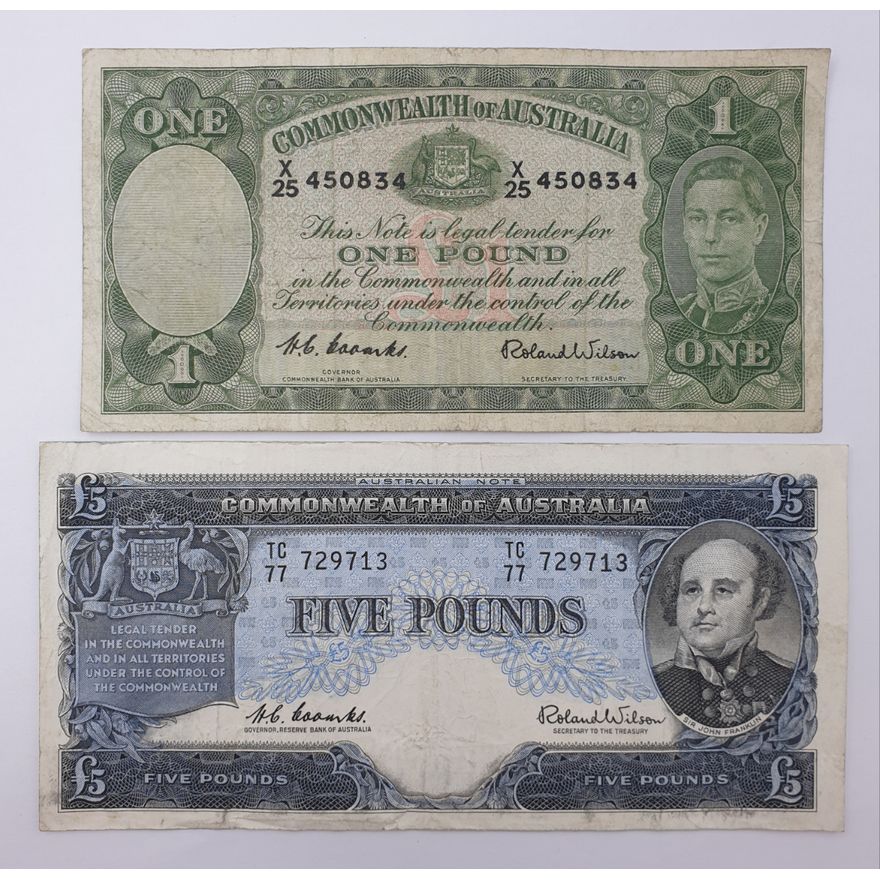 ONE
COMMONWEALTH OF AUSTRALIA
1
X
25 450834
X
25 450834
AUSTRALIA
This Note is legal tender for
ONE POUND
in the Commonwealth and in all
Territories under the control of the
Commonwealth.
H.C. Coombs.
Roland Wilson
GOVERNOR
COMMONWEALTH BANK OF AUSTRALIA
SECRETARY TO THE TREASURY.
1
ONE
AUSTRALIAN NOTE
£5
COMMONWEALTH OF AUSTRALIA
£5
TC
77 729713
TC
77 729713
AUSTRALIA
FIVE POUNDS
LEGAL TENDER
IN THE COMMONWEALTH
AND IN ALL TERRITORIES
UNDER THE CONTROL OF
THE COMMONWEALTH
£5
£5
H.C. Coombs.
GOVERNOR, RESERVE BANK OF AUSTRALIA
Roland Wilson
SECRETARY TO THE TREASURY
SIR JOHN FRANKLIN
£5
FIVE POUNDS
FIVE POUNDS
£5